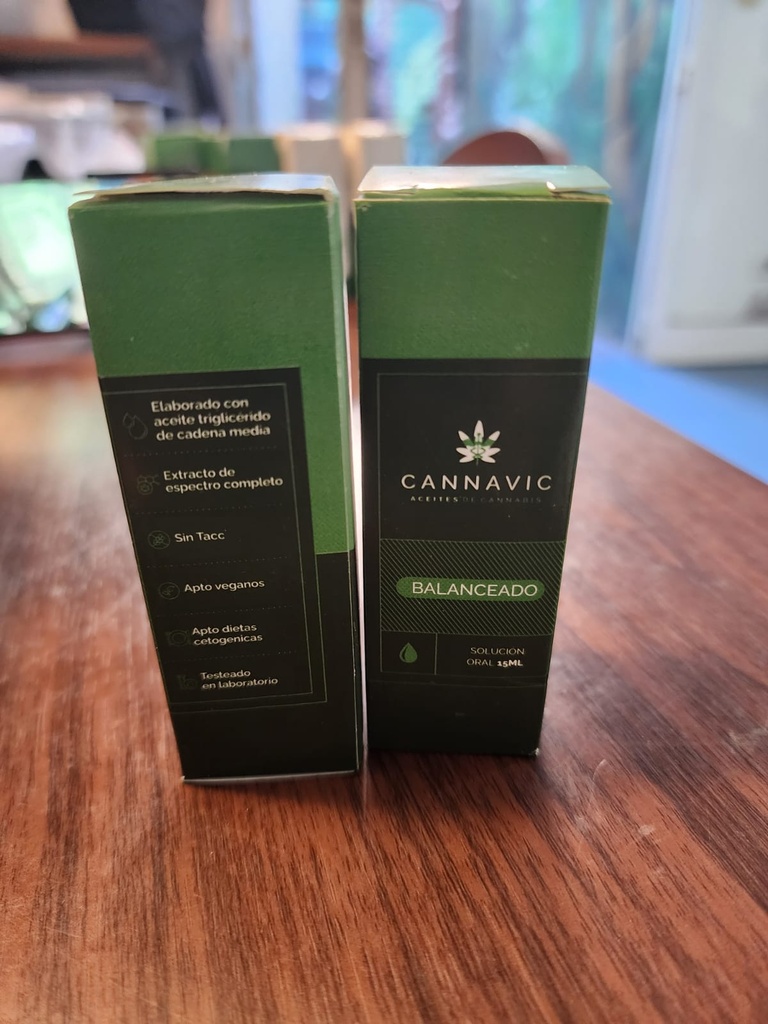 Elaborado con
aceite triglicérido
de cadena media
Extracto de
espectro completo
Sin Tacc
Apto veganos
Apto dietas
cetogenicas
Testeado
en laboratorio
CANNAVIC
ACEITES DE CANNABIS
BALANCEADO
SOLUCION
ORAL 15ML